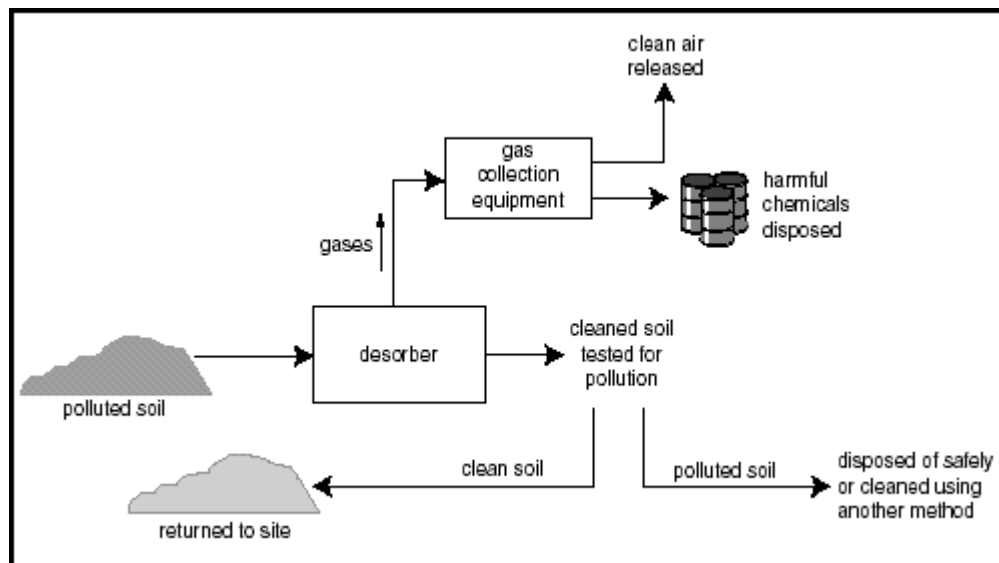 clean air
released
gas
collection
equipment
harmful
chemicals
disposed
gases
desorber
cleaned soil
tested for
pollution
polluted soil
clean soil
polluted soil
disposed of safely
or cleaned using
another method
returned to site